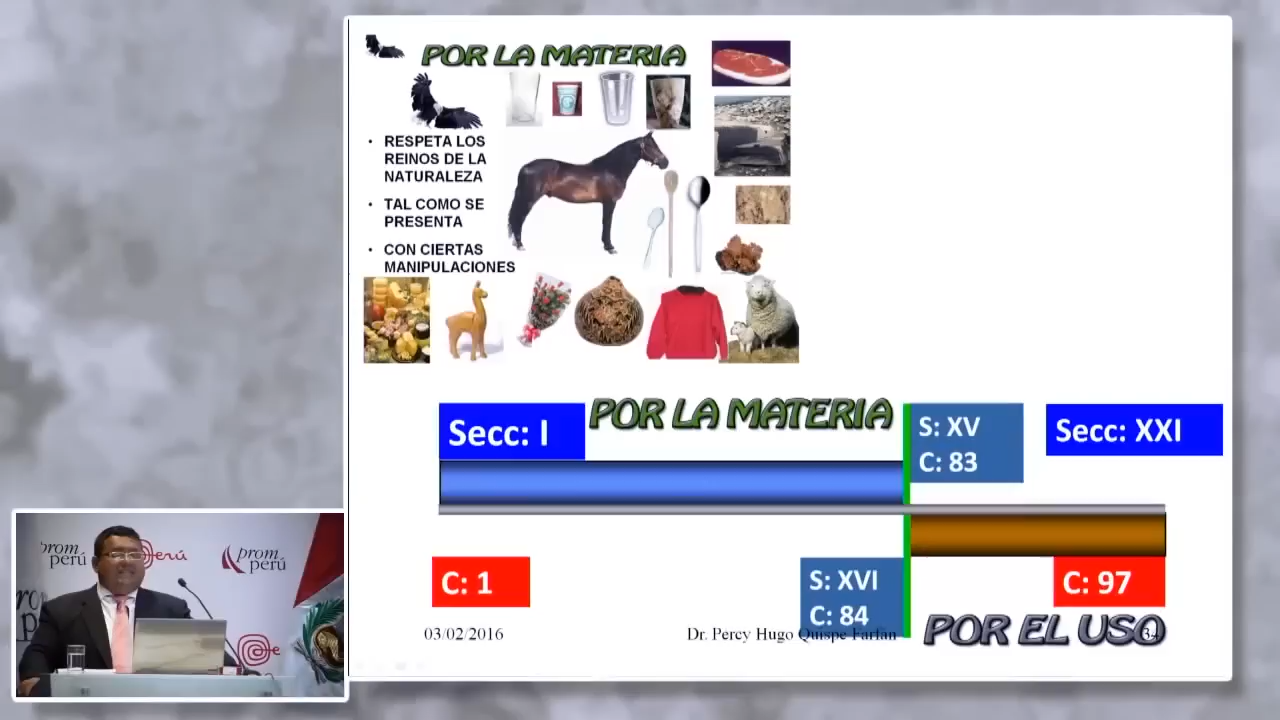 POR LA MATERIA
• RESPETA LOS
REINOS DE LA
NATURALEZA
• TAL COMO SE
PRESENTA
• CON CIERTAS
MANIPULACIONES
Secc: I
POR LA MATERIA
S: XV
C: 83
Secc: XXI
C: 1
S: XVI
C: 84
C: 97
03/02/2016
Dr. Percy Hugo Quispe Farfán
POR EL USO
prom
perú
Perú
prom
perú